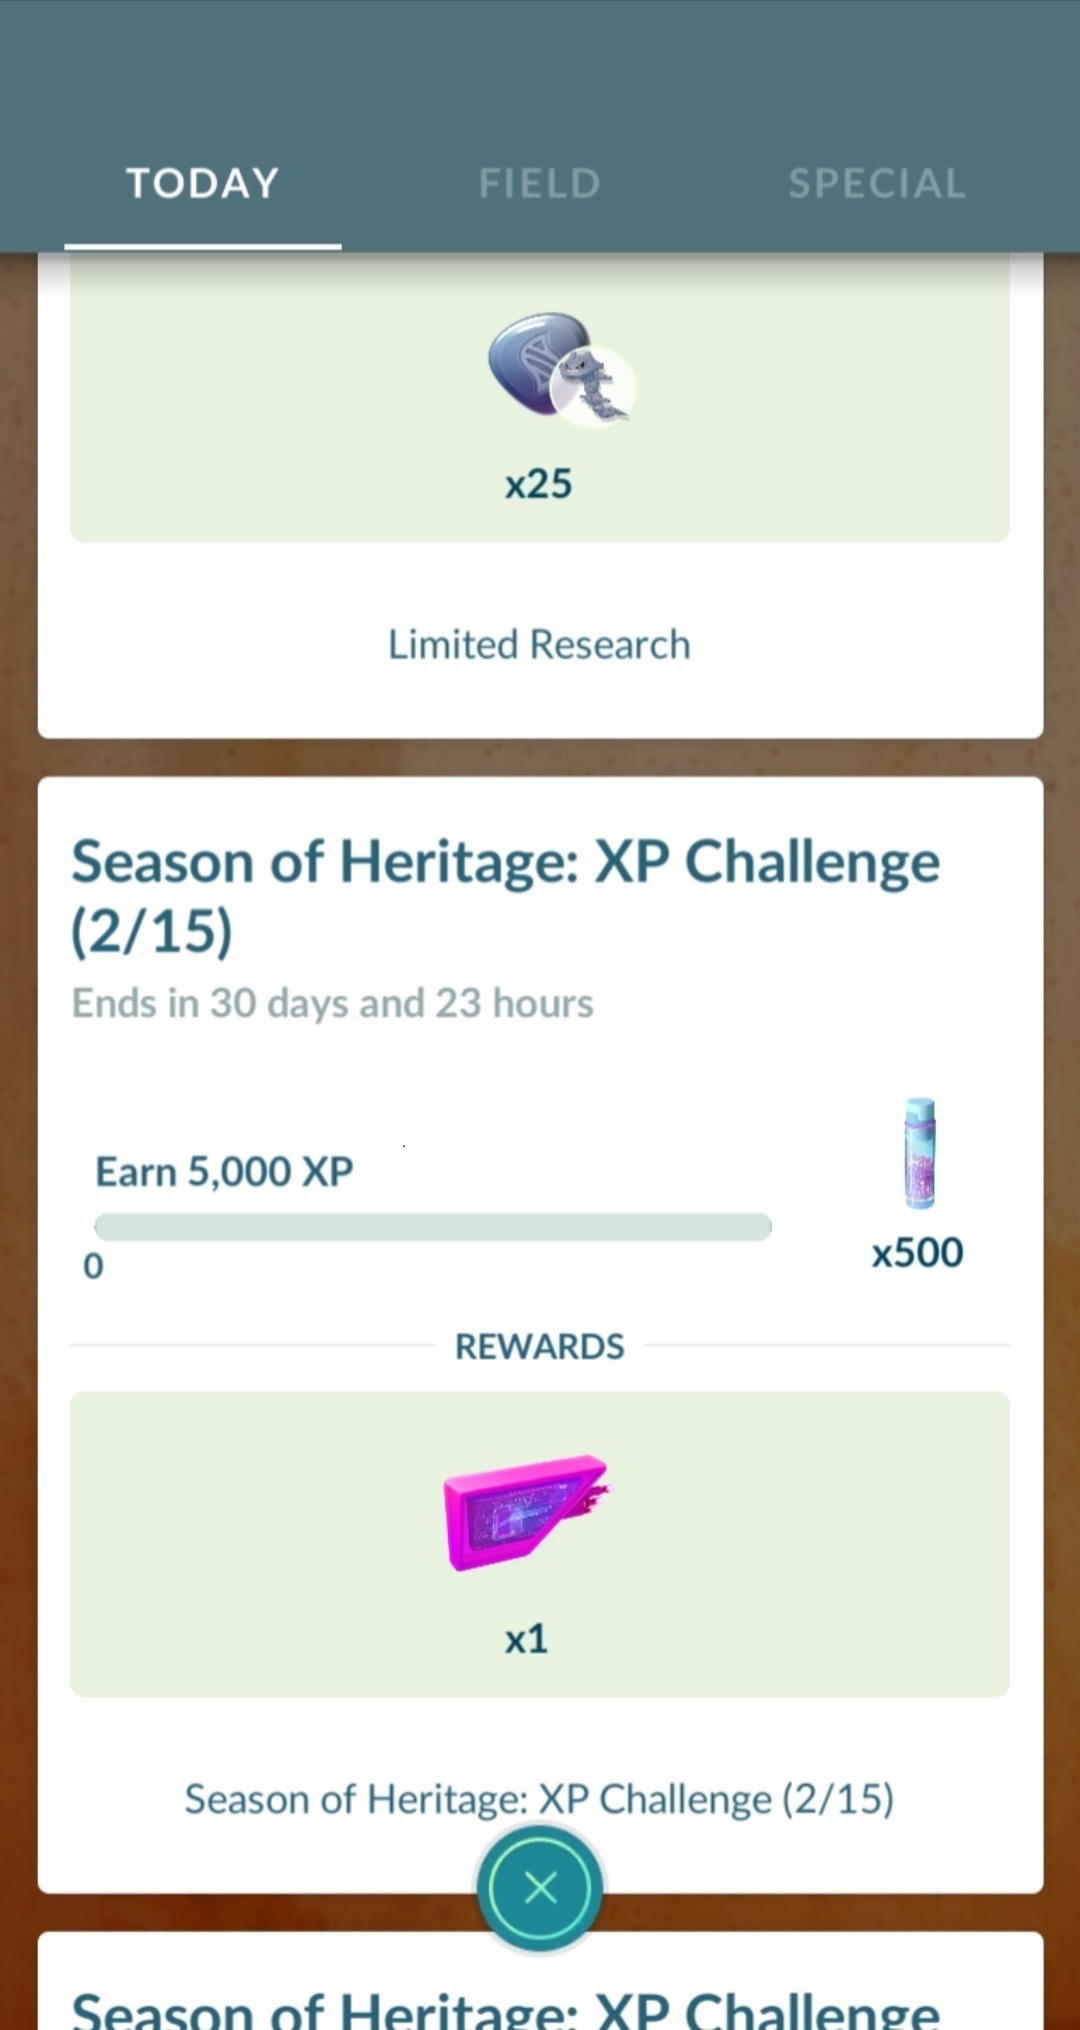 TODAY FIELD SPECIAL
x25
Limited Research
Season of Heritage: XP Challenge
(2/15)
Ends in 30 days and 23 hours
Earn 5,000 XP
0
x500
REWARDS
x1
Season of Heritage: XP Challenge (2/15)
Season of Heritage: XP Challenge